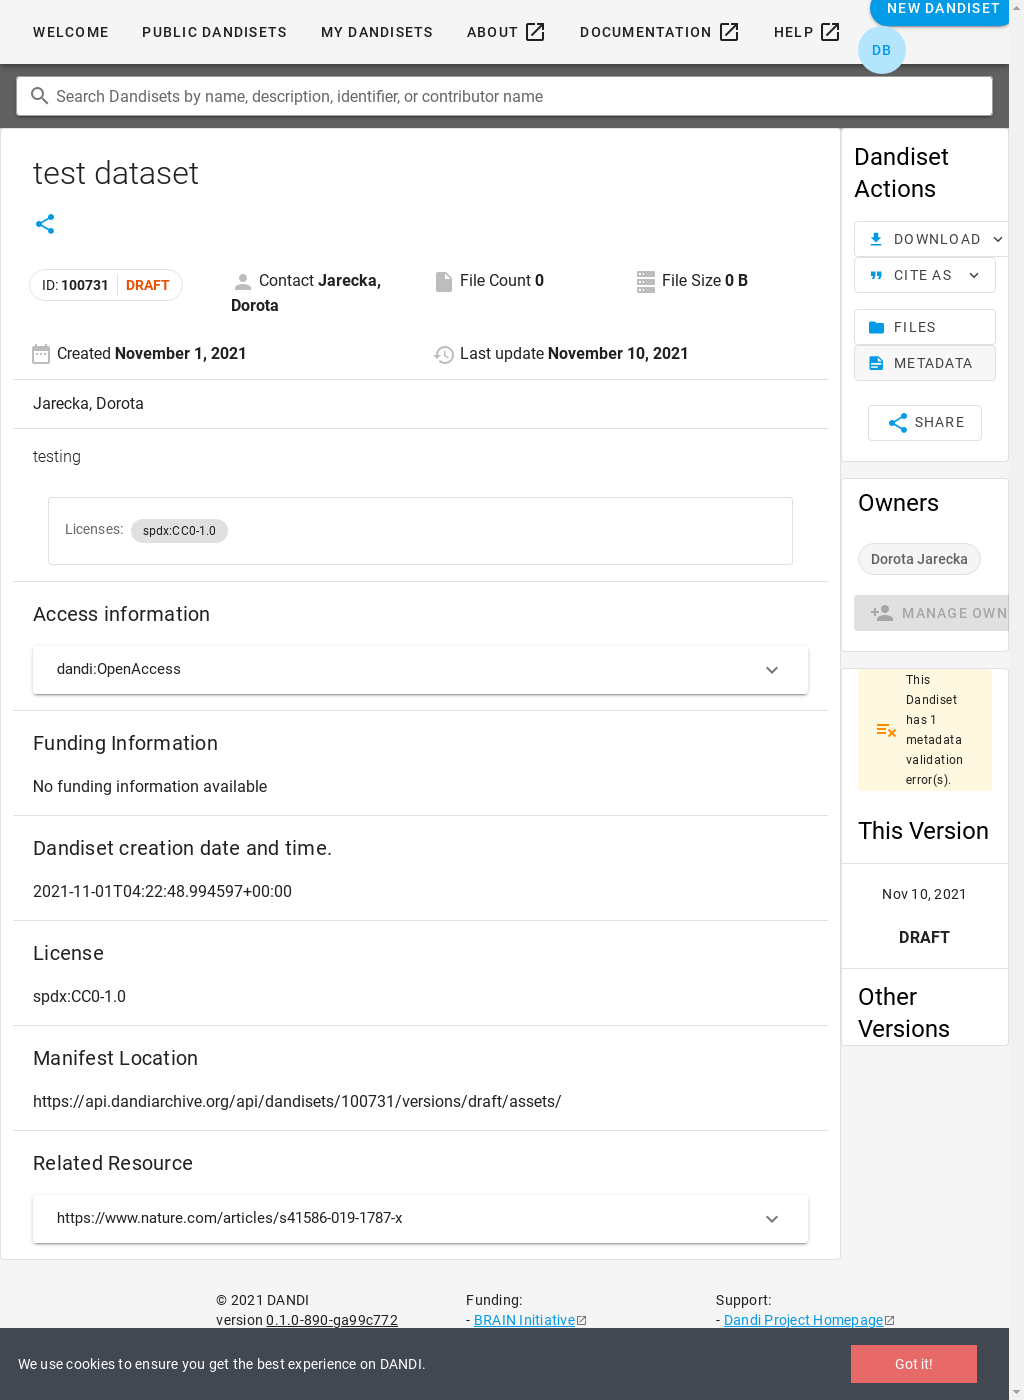 NEW DANDISET
WELCOME PUBLIC DANDISETS MY DANDISETS ABOUT DOCUMENTATION HELP
DB
Search Dandisets by name, description, identifier, or contributor name
test dataset
ID: 100731 DRAFT
Contact Jarecka, Dorota
File Count 0
File Size 0 B
Created November 1, 2021
Last update November 10, 2021
Jarecka, Dorota
testing
Licenses: spdx:CC0-1.0
Access information
dandi:OpenAccess
Funding Information
No funding information available
Dandiset creation date and time.
2021-11-01T04:22:48.994597+00:00
License
spdx:CC0-1.0
Manifest Location
https://api.dandiarchive.org/api/dandisets/100731/versions/draft/assets/
Related Resource
https://www.nature.com/articles/s41586-019-1787-x
Dandiset
Actions
DOWNLOAD
CITE AS
FILES
METADATA
SHARE
Owners
Dorota Jarecka
MANAGE OWN
This
Dandiset
has 1
metadata
validation
error(s).
This Version
Nov 10, 2021
DRAFT
Other
Versions
© 2021 DANDI
version 0.1.0-890-ga99c772
Funding:
- BRAIN Initiative
Support:
- Dandi Project Homepage
We use cookies to ensure you get the best experience on DANDI.
Got it!